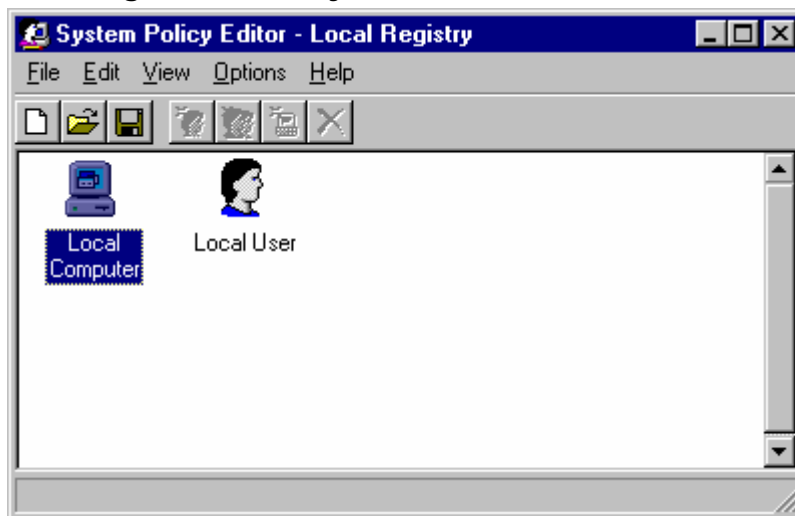 System Policy Editor - Local Registry
File Edit View Options Help
Local Computer
Local User